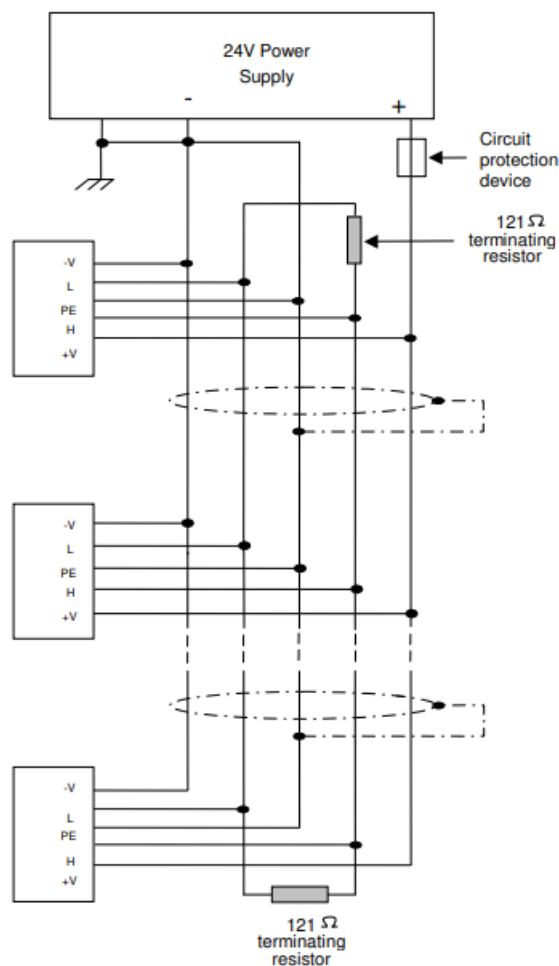 24V Power
Supply
-
+
Circuit
protection
device
121 Ω
terminating
resistor
-V
L
PE
H
+V
-V
L
PE
H
+V
-V
L
PE
H
+V
121 Ω
terminating
resistor